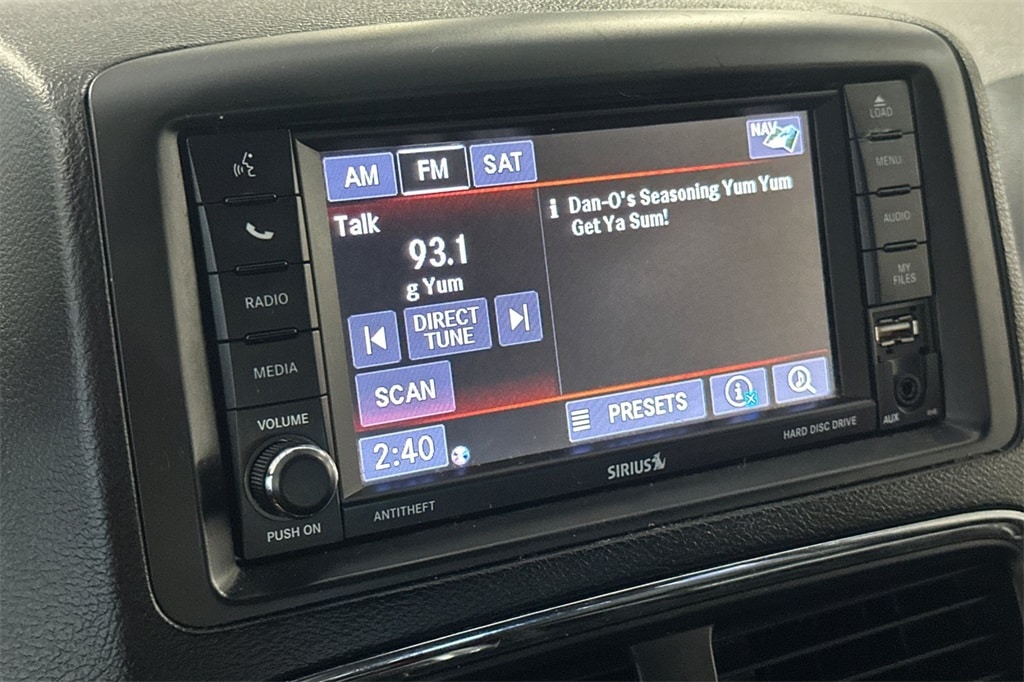 AM FM SAT NAV
Talk
93.1
g Yum
i Dan-O's Seasoning Yum Yum
Get Ya Sum!
DIRECT
TUNE
SCAN
PRESETS
i
2:40
RADIO
MEDIA
VOLUME
PUSH ON
ANTITHEFT
SIRIUS
HARD DISC DRIVE
LOAD
MENU
AUDIO
MY
FILES
AUX